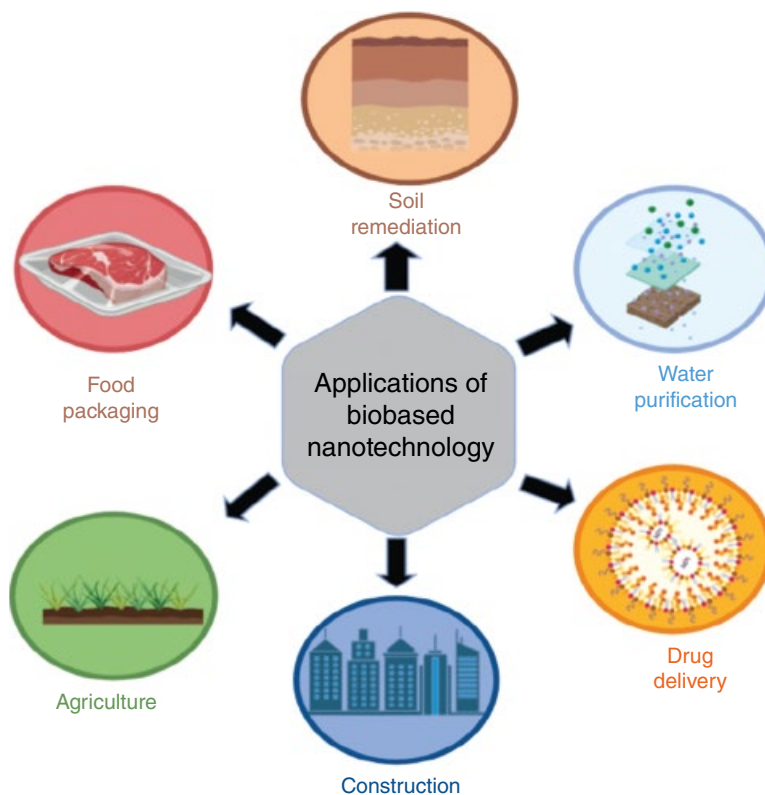 Soil
remediation
Food
packaging
Applications of
biobased
nanotechnology
Water
purification
Agriculture
Drug
delivery
Construction